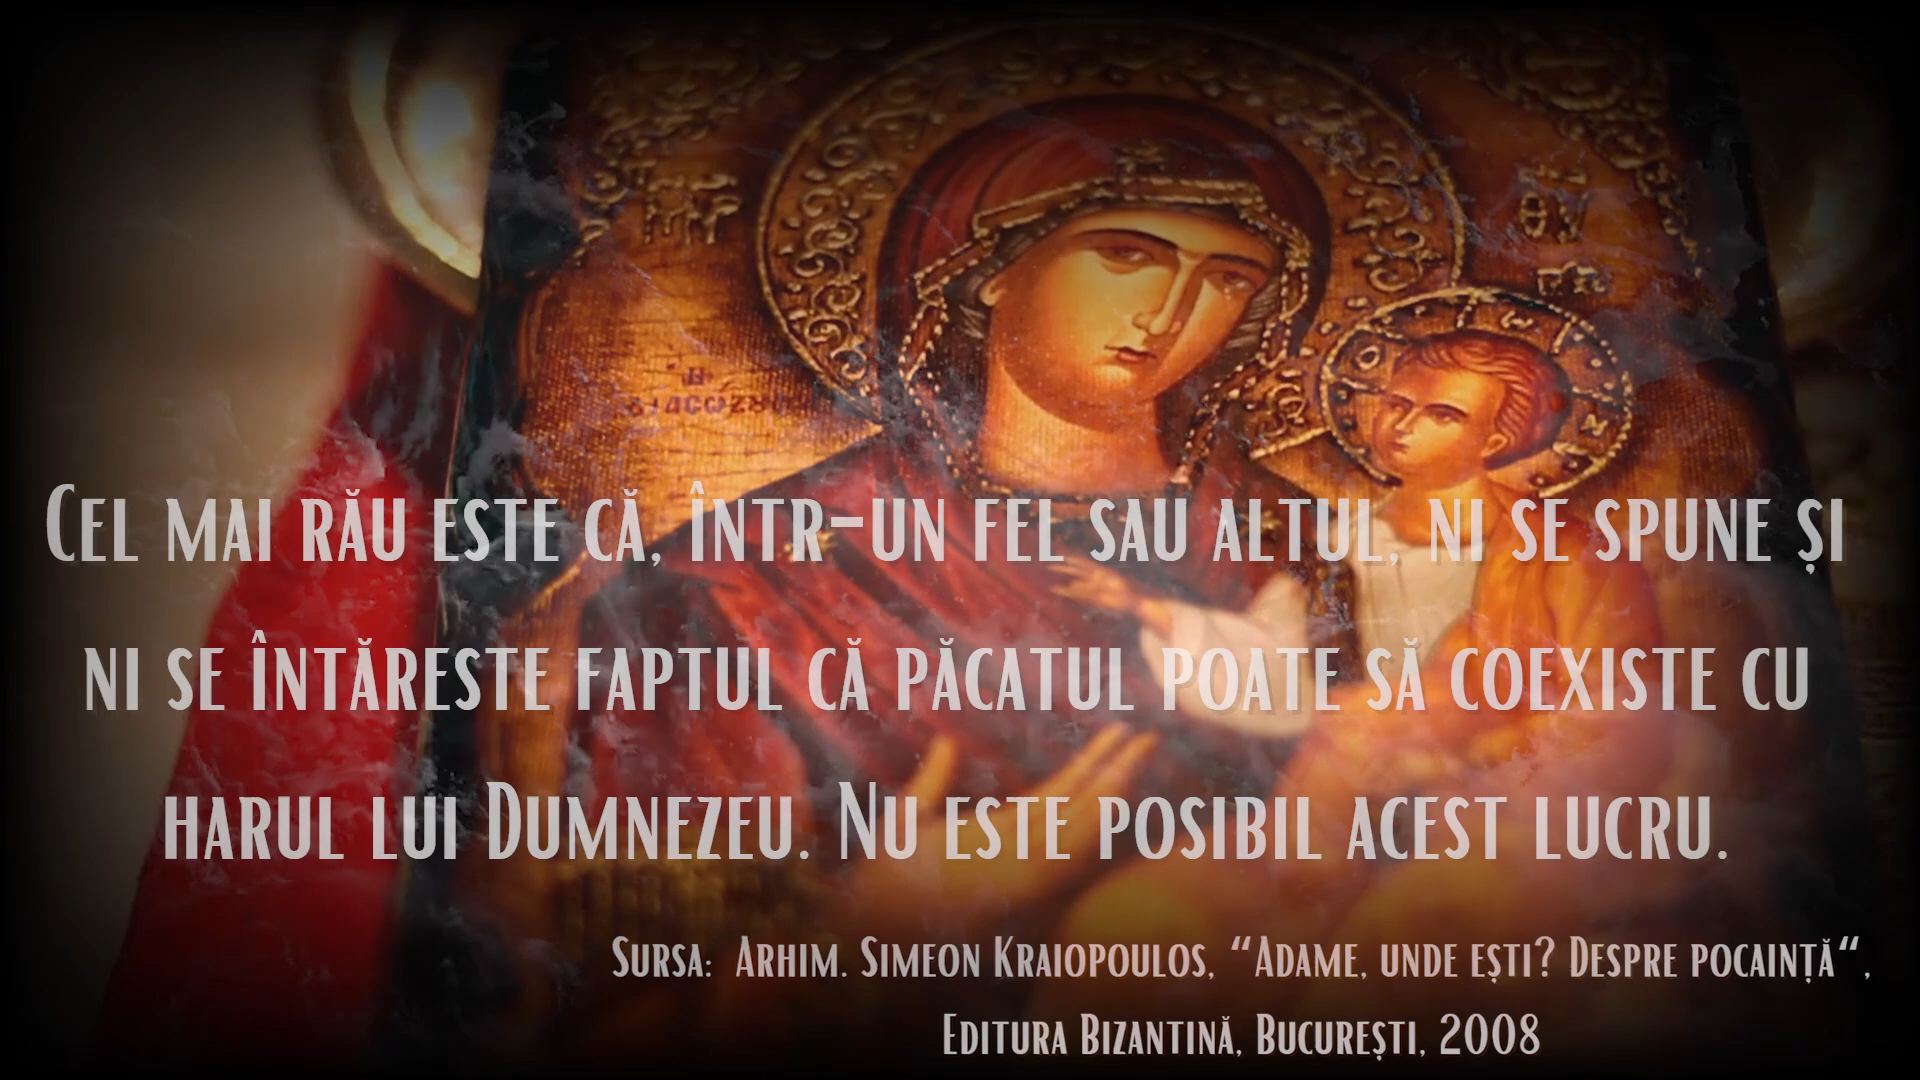 Cel mai rău este că, într-un fel sau altul, ni se spune și
ni se întăreste faptul că păcatul poate să coexiste cu
harul lui Dumnezeu. Nu este posibil acest lucru.
Sursa: Arhim. Simeon Kraiopoulos, “Adame, unde ești? Despre pocaință“,
Editura Bizantină, București, 2008